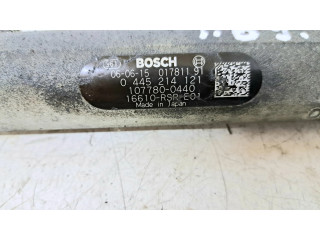 BOSCH
06-06-15 017811 91
0 445 214 121
107780-0440
16610-RSR-E01
Made in Japan